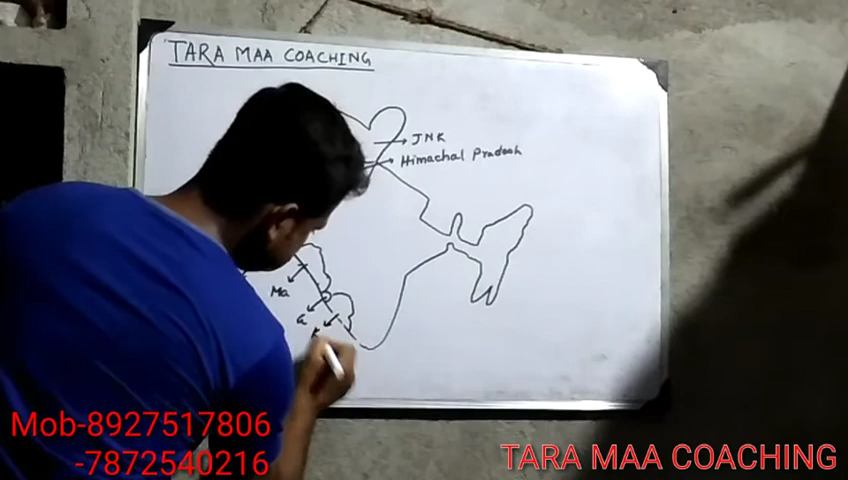 TARA MAA COACHING
JNK
Himachal Pradesh
Ma
G
Mob-8927517806
-7872540216
TARA MAA COACHING